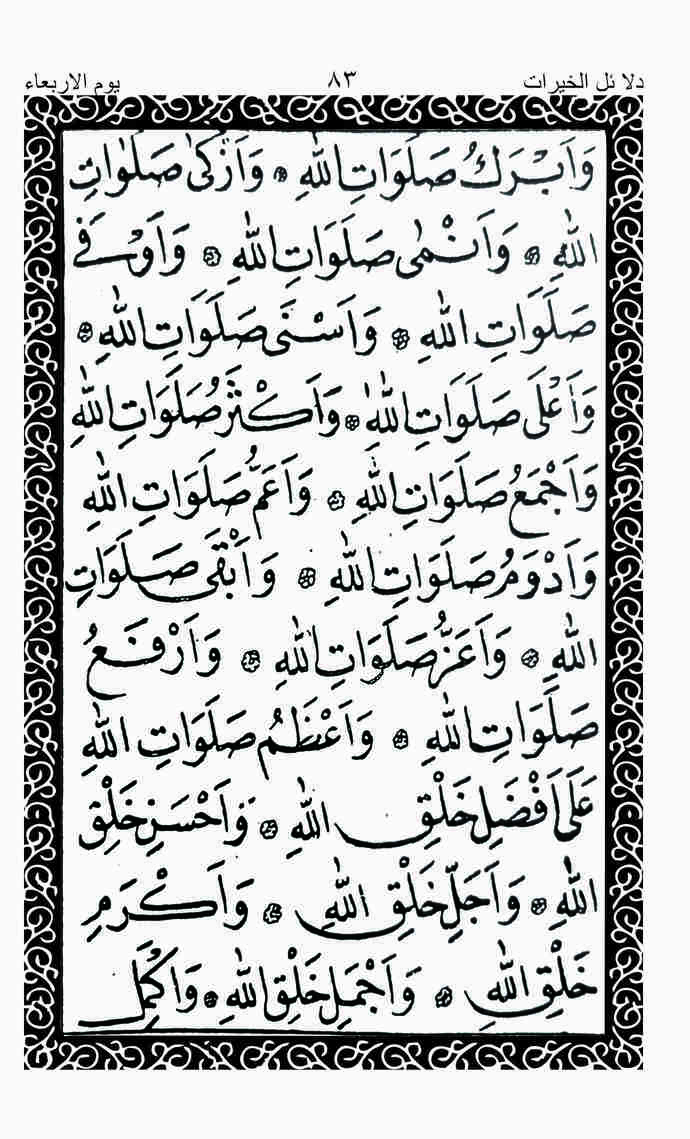 دلا ئل الخيرات ٨٣ يوم الاربعاء
وَاَبْرَكُ صَلَوَاتِ اللّٰهِ ۞ وَاَزْكٰى صَلَوٰاتِ
اللّٰهِ ۞ وَاَنْمٰى صَلَوَاتِ اللّٰهِ ۞ وَاَوْفٰى
صَلَوَاتِ اللّٰهِ ۞ وَاَسْنَى صَلَوَاتِ اللّٰهِ ۞
وَاَعْلَى صَلَوَاتِ اللّٰهِ ۞ وَاَكْثَرُ صَلَوَاتِ اللّٰهِ
وَاَجْمَعُ صَلَوَاتِ اللّٰهِ ۞ وَاَعَمُّ صَلَوَاتِ اللّٰهِ
وَاَدْوَمُ صَلَوَاتِ اللّٰهِ ۞ وَاَبْقَى صَلَوَاتِ
اللّٰهِ ۞ وَاَعَزُّ صَلَوَاتِ اللّٰهِ ۞ وَاَرْفَعُ
صَلَوَاتِ اللّٰهِ ۞ وَاَعْظَمُ صَلَوَاتِ اللّٰهِ
عَلَى اَفْضَلِ خَلْقِ اللّٰهِ ۞ وَاَحْسَنِ خَلْقِ
اللّٰهِ ۞ وَاَجَلِّ خَلْقِ اللّٰهِ ۞ وَاَكْرَمِ
خَلْقِ اللّٰهِ ۞ وَاَجْمَلِ خَلْقِ اللّٰهِ ۞ وَاَكْمَلِ